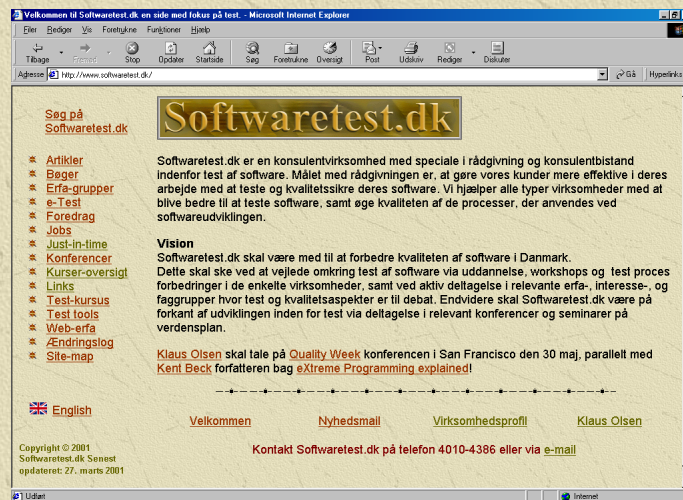 Velkommen til Softwaretest.dk en side med fokus på test. - Microsoft Internet Explorer
Filer Rediger Vis Foretrukne Funktioner Hjælp
Tilbage Fremad Stop Opdater Startside Søg Foretrukne Oversigt Post Udskriv Rediger Diskuter
Adresse http://www.softwaretest.dk/ Gå Hyperlinks
Søg på
Softwaretest.dk
Softwaretest.dk
Artikler
Bøger
Erfa-grupper
e-Test
Foredrag
Jobs
Just-in-time
Konferencer
Kurser-oversigt
Links
Test-kursus
Test tools
Web-erfa
Ændringslog
Site-map
English
Copyright © 2001
Softwaretest.dk Senest
opdateret: 27. marts 2001
Softwaretest.dk er en konsulentvirksomhed med speciale i rådgivning og konsulentbistand
indenfor test af software. Målet med rådgivningen er, at gøre vores kunder mere effektive i deres
arbejde med at teste og kvalitetssikre deres software. Vi hjælper alle typer virksomheder med at
blive bedre til at teste software, samt øge kvaliteten af de processer, der anvendes ved
softwareudviklingen.
Vision
Softwaretest.dk skal være med til at forbedre kvaliteten af software i Danmark.
Dette skal ske ved at vejlede omkring test af software via uddannelse, workshops og test proces
forbedringer i de enkelte virksomheder, samt ved aktiv deltagelse i relevante erfa-, interesse-, og
faggrupper hvor test og kvalitetsaspekter er til debat. Endvidere skal Softwaretest.dk være på
forkant af udviklingen inden for test via deltagelse i relevant konferencer og seminarer på
verdensplan.
Klaus Olsen skal tale på Quality Week konferencen i San Francisco den 30 maj, parallelt med
Kent Beck forfatteren bag eXtreme Programming explained!
Velkommen Nyhedsmail Virksomhedsprofil Klaus Olsen
Kontakt Softwaretest.dk på telefon 4010-4386 eller via e-mail
Udført Internet